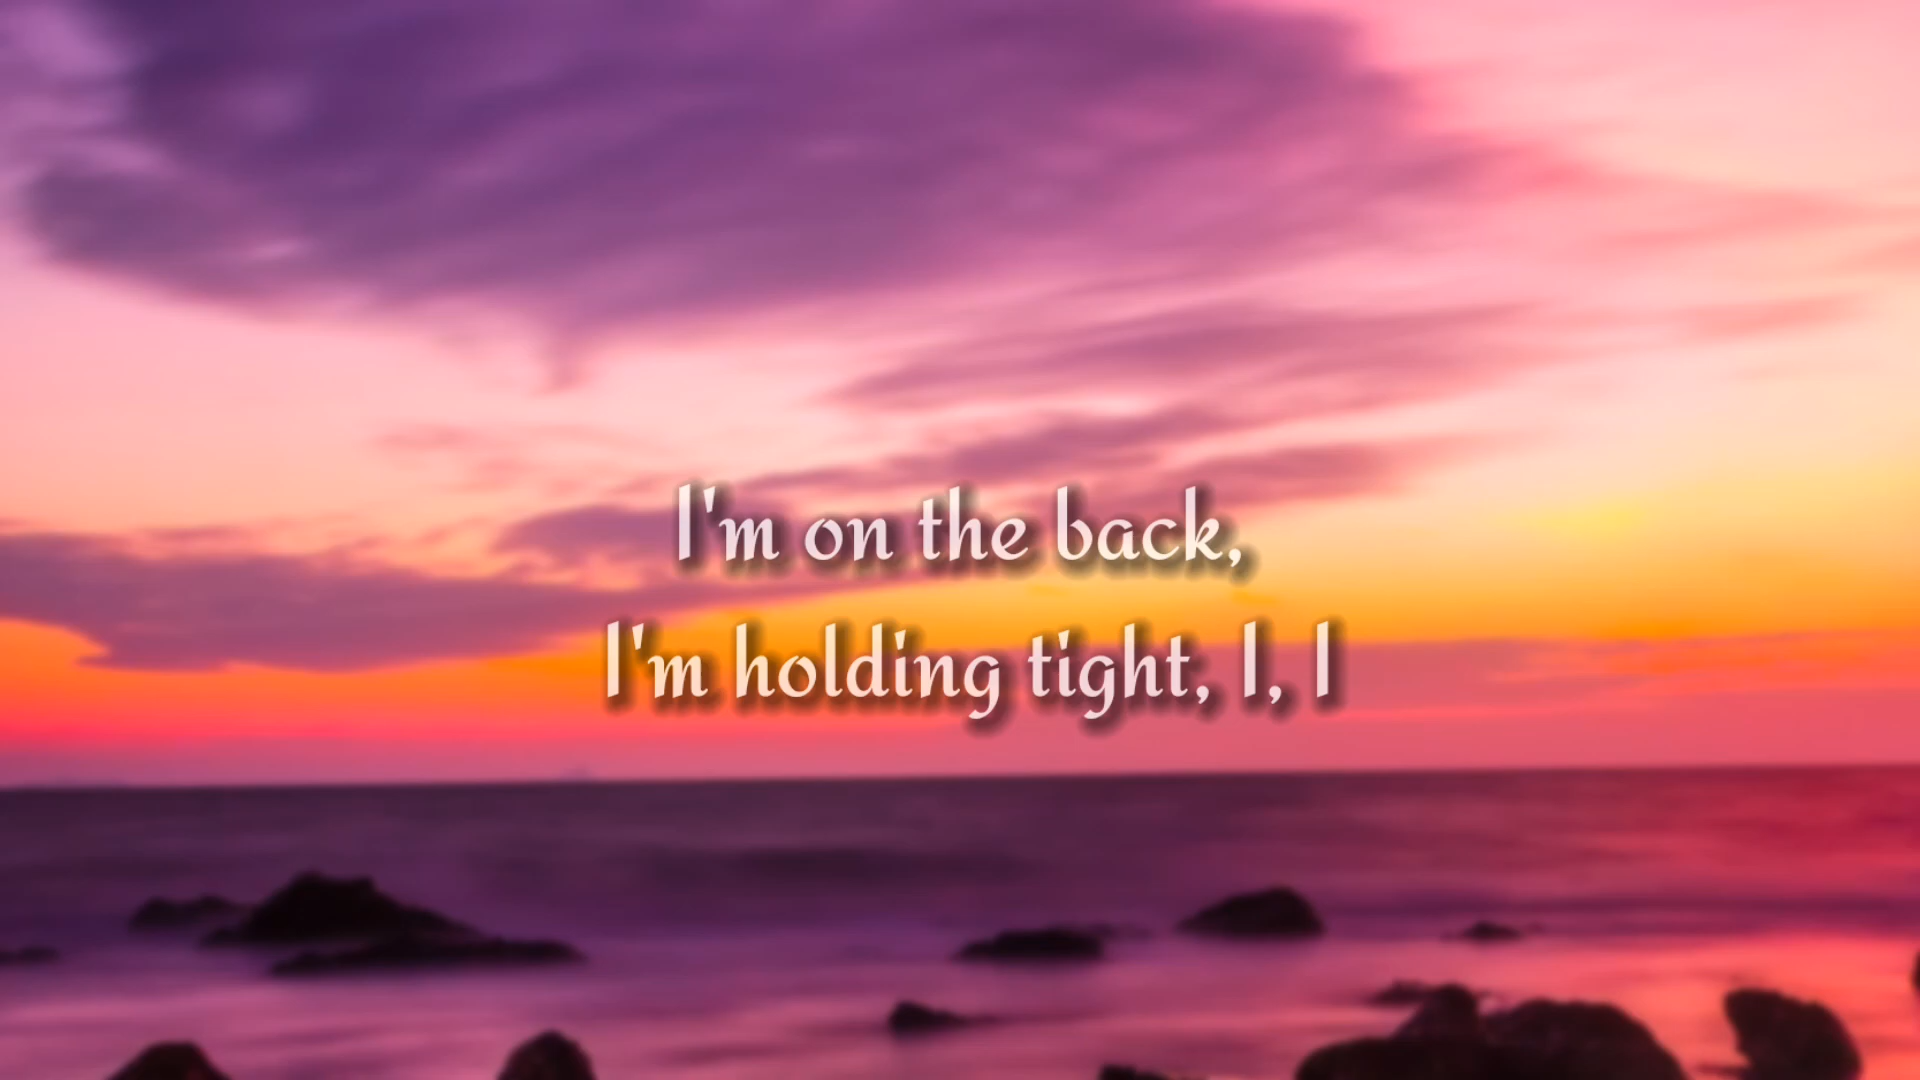 I'm on the back,
I'm holding tight, I, I